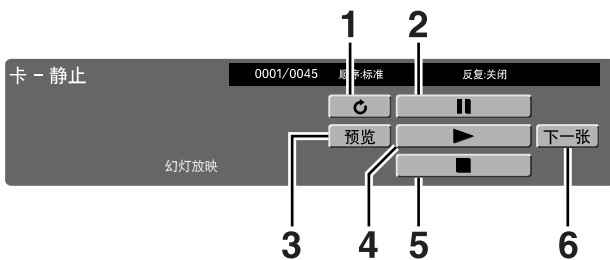 1 2
卡 – 静止 0001/0045 顺序:标准 反复:关闭
预览 下一张
幻灯放映
3 4 5 6